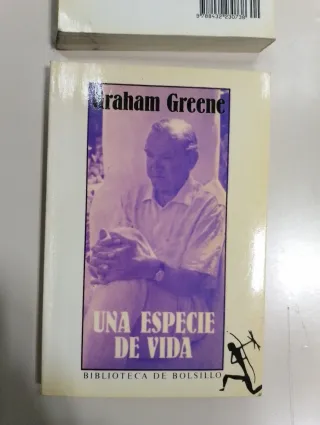 Graham Greene
UNA ESPECIE
DE VIDA
BIBLIOTECA DE BOLSILLO